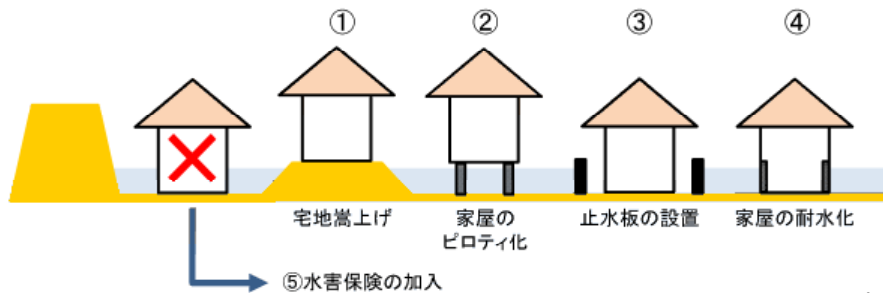 ①
②
③
④
宅地嵩上げ
家屋の
ピロティ化
止水板の設置
家屋の耐水化
⑤水害保険の加入